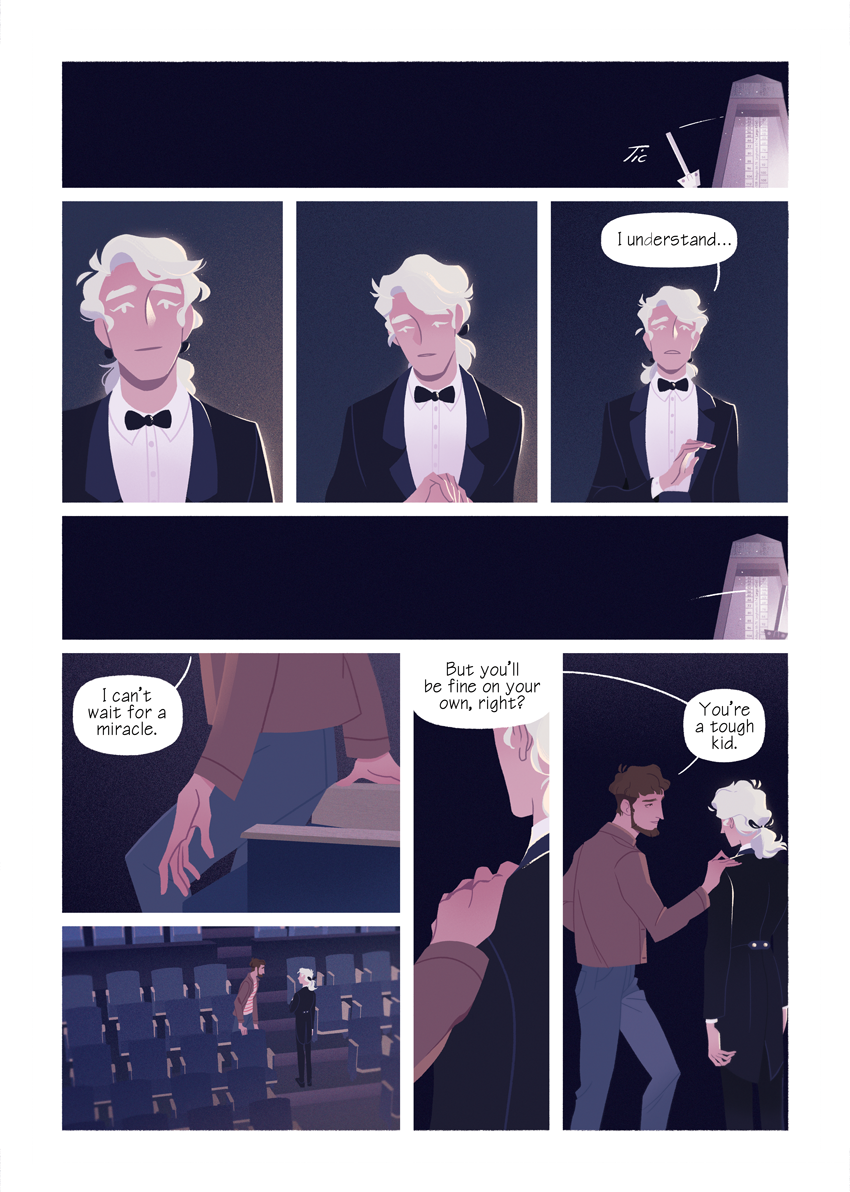 Tic
I understand...
I can't
wait for a
miracle.
But you'll
be fine on your
own, right?
You're
a tough
kid.